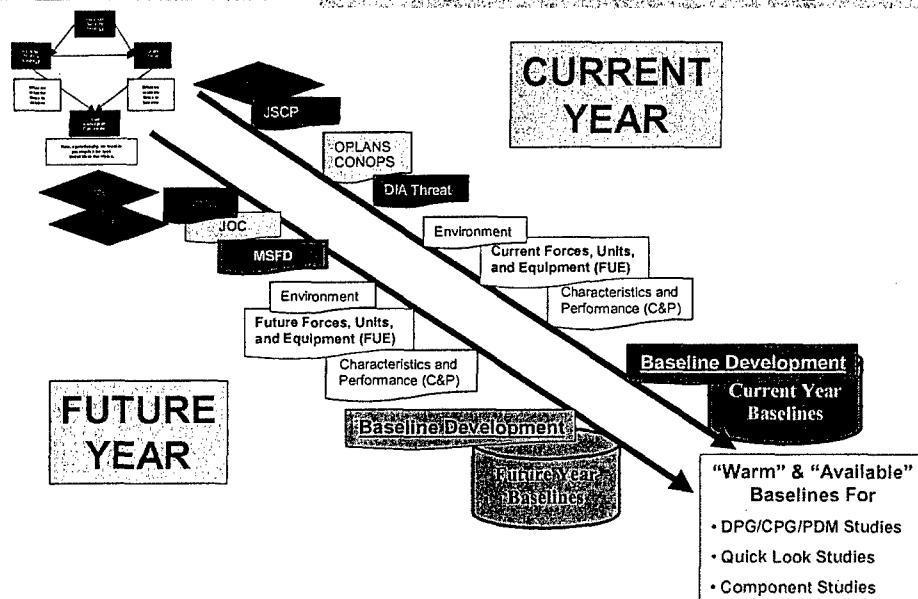 CURRENT
YEAR
JSCP
OPLANS
CONOPS
DIA Threat
Environment
Current Forces, Units,
and Equipment (FUE)
Characteristics and
Performance (C&P)
Baseline Development
Current Year
Baselines
JOC
MSFD
Environment
Future Forces, Units,
and Equipment (FUE)
Characteristics and
Performance (C&P)
FUTURE
YEAR
Baseline Development
Future Year
Baselines
"Warm" & "Available"
Baselines For
• DPG/CPG/PDM Studies
• Quick Look Studies
• Component Studies